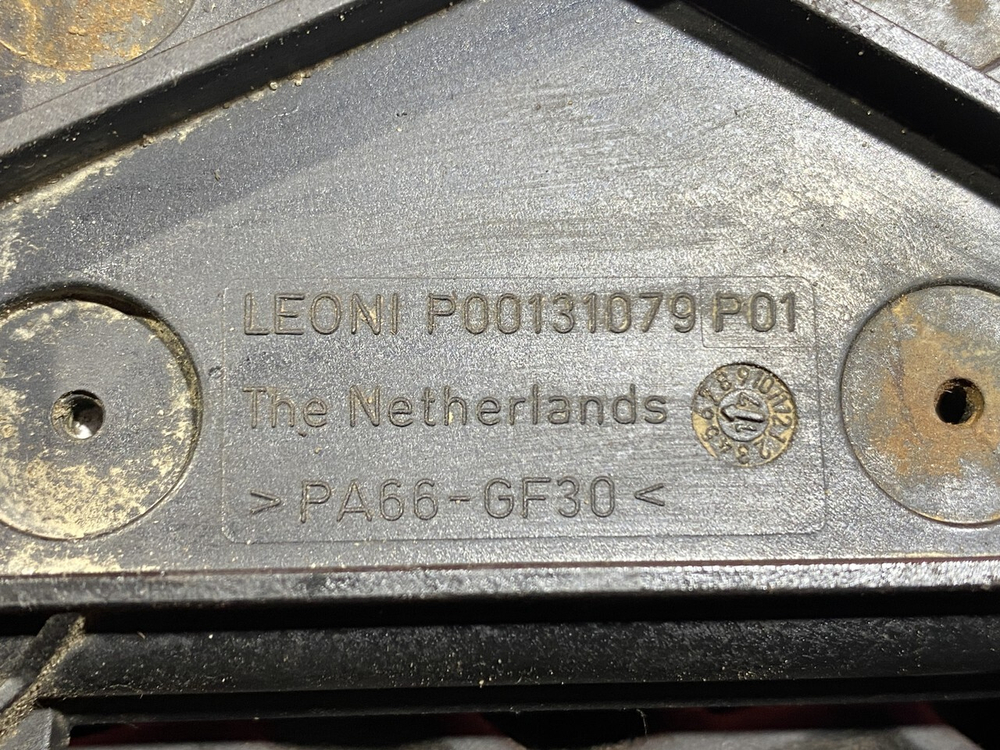 LEONI P00131079 P01
The Netherlands
>PA66-GF30<